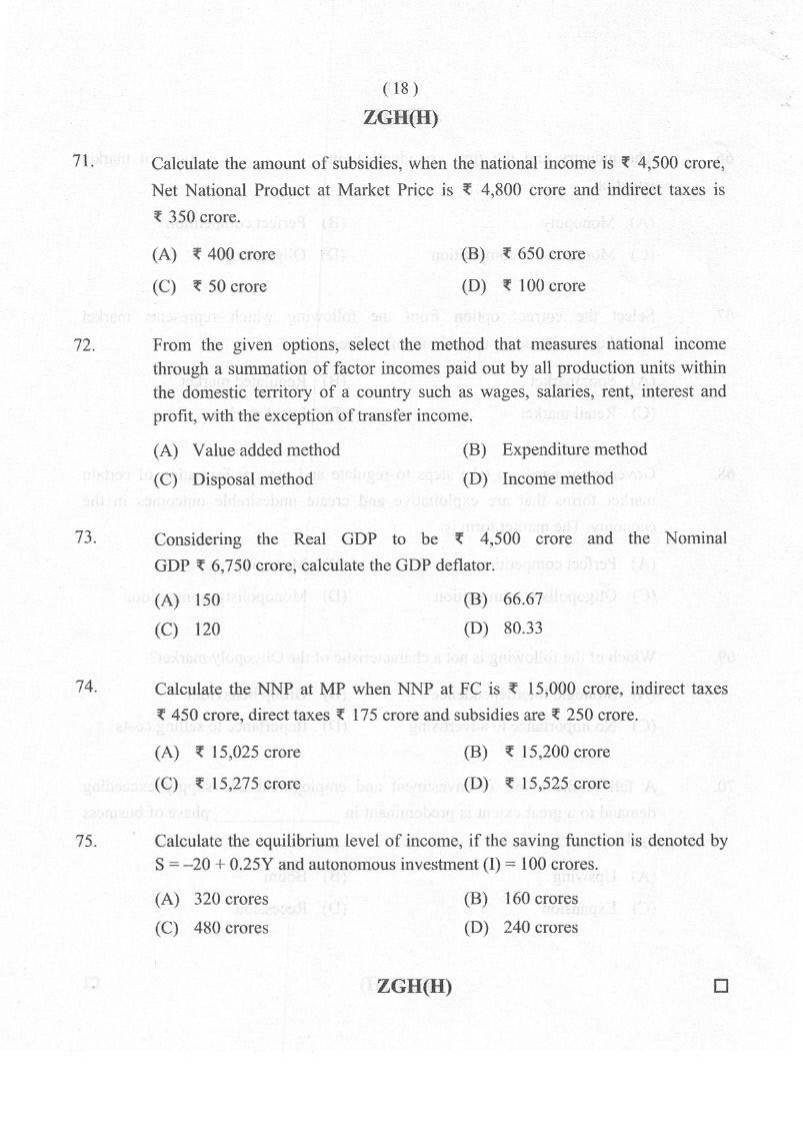 ( 18 )
ZGH(H)
71. Calculate the amount of subsidies, when the national income is ₹ 4,500 crore,
Net National Product at Market Price is ₹ 4,800 crore and indirect taxes is
₹ 350 crore.
(A) ₹ 400 crore (B) ₹ 650 crore
(C) ₹ 50 crore (D) ₹ 100 crore
72. From the given options, select the method that measures national income
through a summation of factor incomes paid out by all production units within
the domestic territory of a country such as wages, salaries, rent, interest and
profit, with the exception of transfer income.
(A) Value added method (B) Expenditure method
(C) Disposal method (D) Income method
73. Considering the Real GDP to be ₹ 4,500 crore and the Nominal
GDP ₹ 6,750 crore, calculate the GDP deflator.
(A) 150 (B) 66.67
(C) 120 (D) 80.33
74. Calculate the NNP at MP when NNP at FC is ₹ 15,000 crore, indirect taxes
₹ 450 crore, direct taxes ₹ 175 crore and subsidies are ₹ 250 crore.
(A) ₹ 15,025 crore (B) ₹ 15,200 crore
(C) ₹ 15,275 crore (D) ₹ 15,525 crore
75. Calculate the equilibrium level of income, if the saving function is denoted by
S = –20 + 0.25Y and autonomous investment (I) = 100 crores.
(A) 320 crores (B) 160 crores
(C) 480 crores (D) 240 crores
ZGH(H)